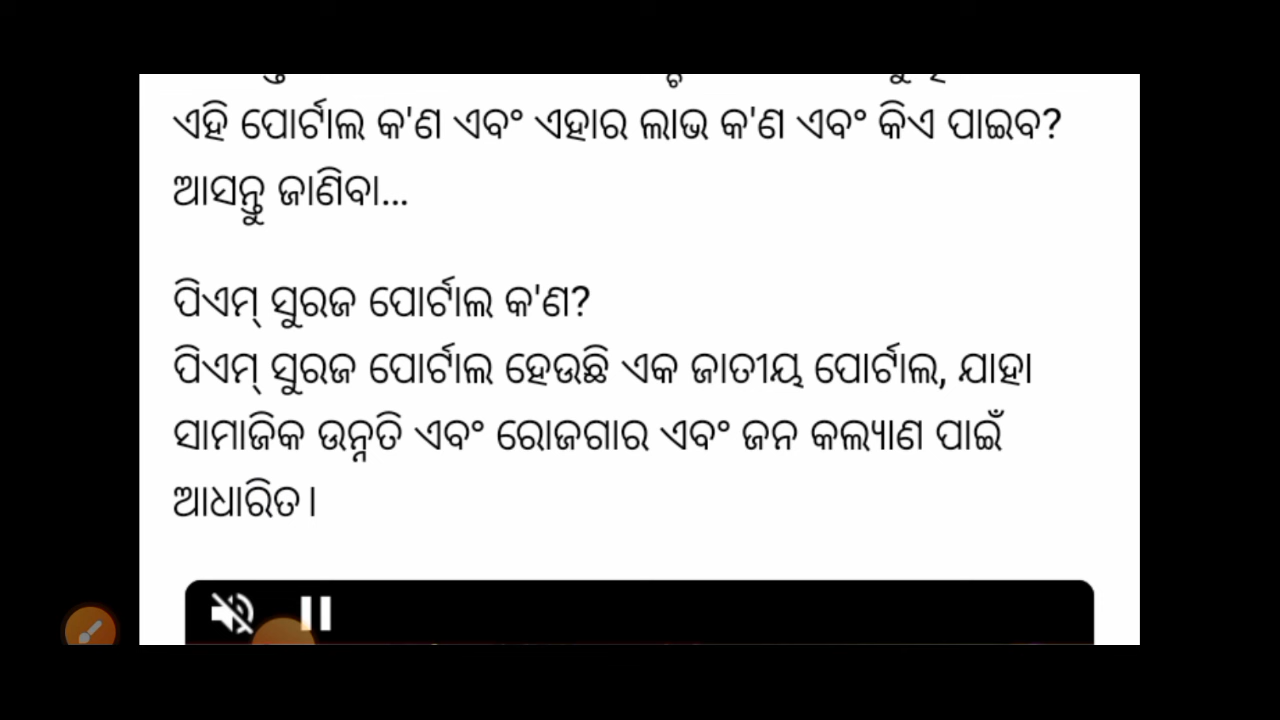 ଏହି ପୋର୍ଟାଲ କ'ଣ ଏବଂ ଏହାର ଲାଭ କ'ଣ ଏବଂ କିଏ ପାଇବ?
ଆସନ୍ତୁ ଜାଣିବା...
ପିଏମ୍ ସୁରଜ ପୋର୍ଟାଲ କ'ଣ?
ପିଏମ୍ ସୁରଜ ପୋର୍ଟାଲ ହେଉଛି ଏକ ଜାତୀୟ ପୋର୍ଟାଲ, ଯାହା
ସାମାଜିକ ଉନ୍ନତି ଏବଂ ରୋଜଗାର ଏବଂ ଜନ କଲ୍ୟାଣ ପାଇଁ
ଆଧାରିତ।